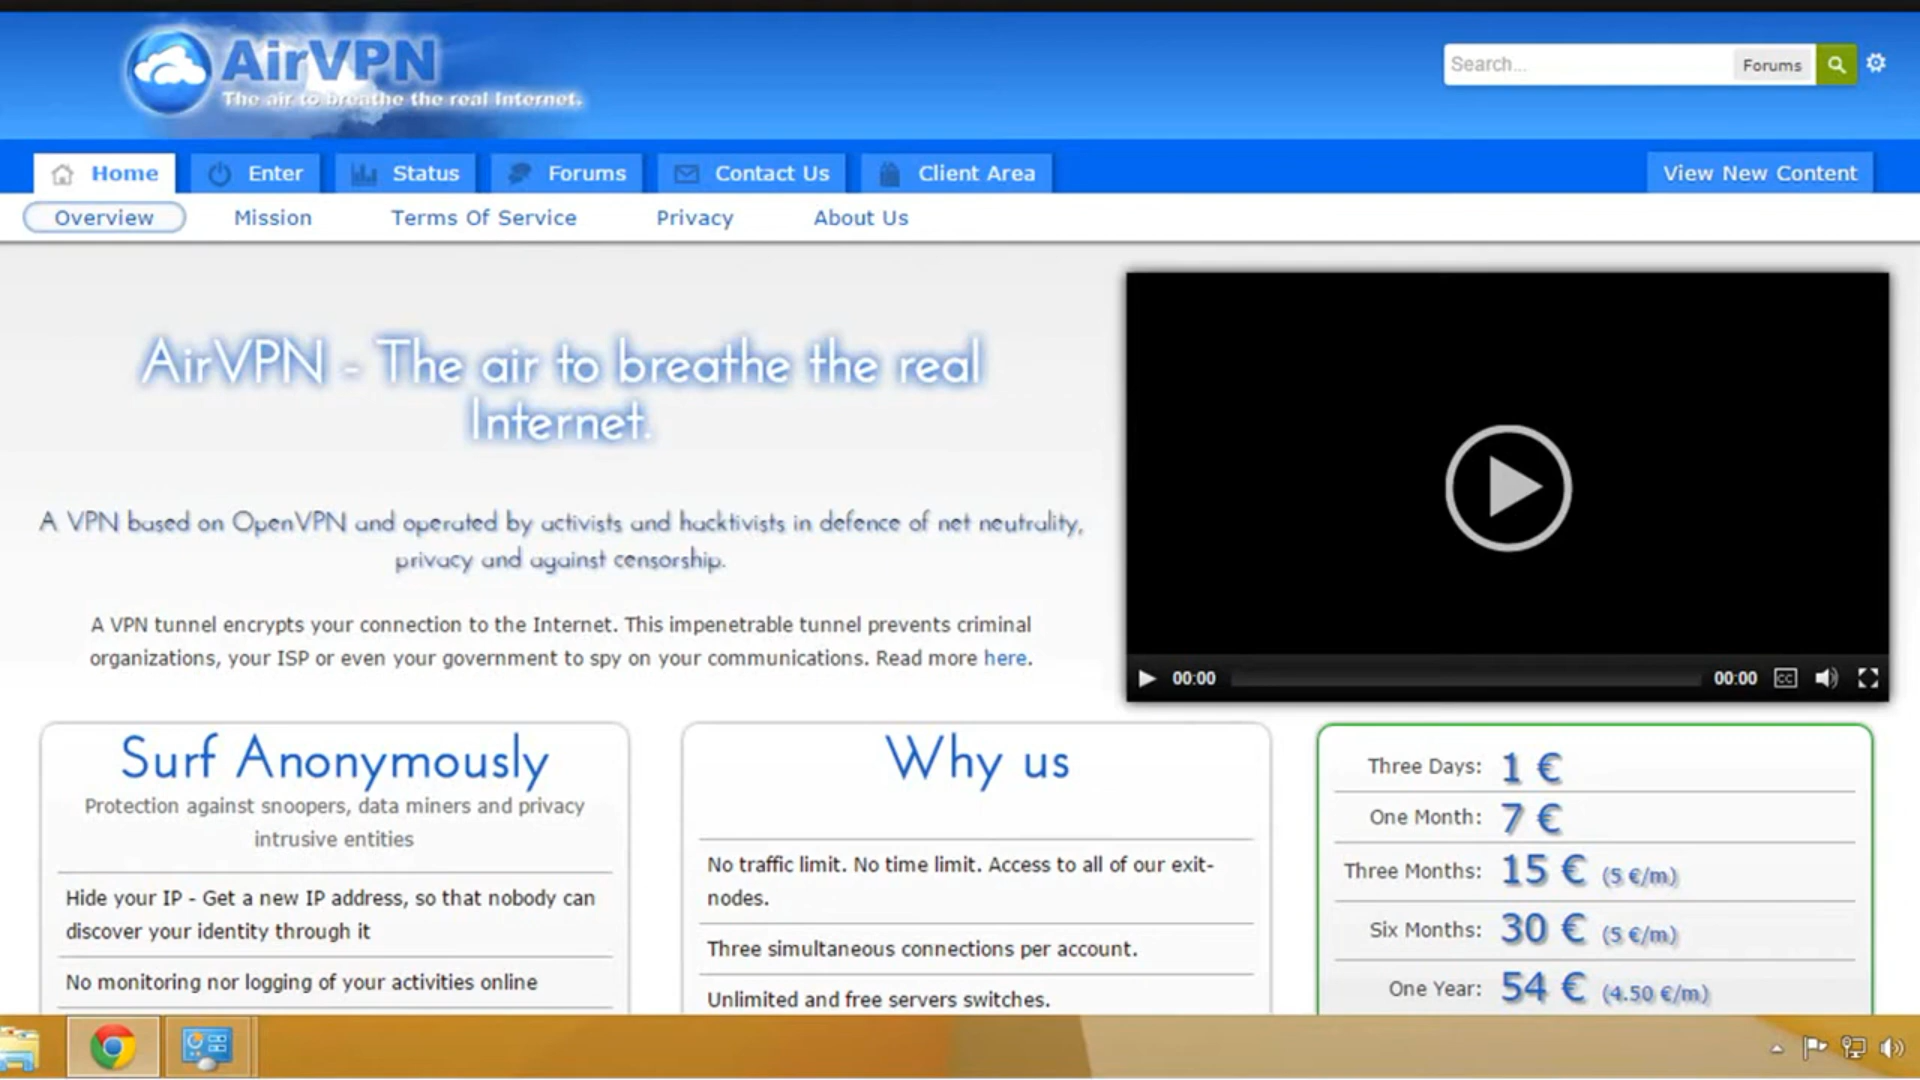 AirVPN
The air to breathe the real Internet.
Search...
Forums
Home
Enter
Status
Forums
Contact Us
Client Area
View New Content
Overview
Mission
Terms Of Service
Privacy
About Us
AirVPN - The air to breathe the real
Internet.
A VPN based on OpenVPN and operated by activists and hacktivists in defence of net neutrality,
privacy and against censorship.
A VPN tunnel encrypts your connection to the Internet. This impenetrable tunnel prevents criminal
organizations, your ISP or even your government to spy on your communications. Read more here.
00:00
00:00
CC
Surf Anonymously
Protection against snoopers, data miners and privacy
intrusive entities
Hide your IP - Get a new IP address, so that nobody can
discover your identity through it
No monitoring nor logging of your activities online
Why us
No traffic limit. No time limit. Access to all of our exit-
nodes.
Three simultaneous connections per account.
Unlimited and free servers switches.
Three Days: 1 €
One Month: 7 €
Three Months: 15 € (5 €/m)
Six Months: 30 € (5 €/m)
One Year: 54 € (4.50 €/m)